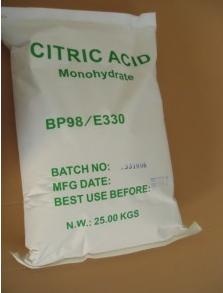 CITRIC ACID
Monohydrate
BP98/E330
BATCH NO:
MFG DATE:
BEST USE BEFORE:
N.W.: 25.00 KGS